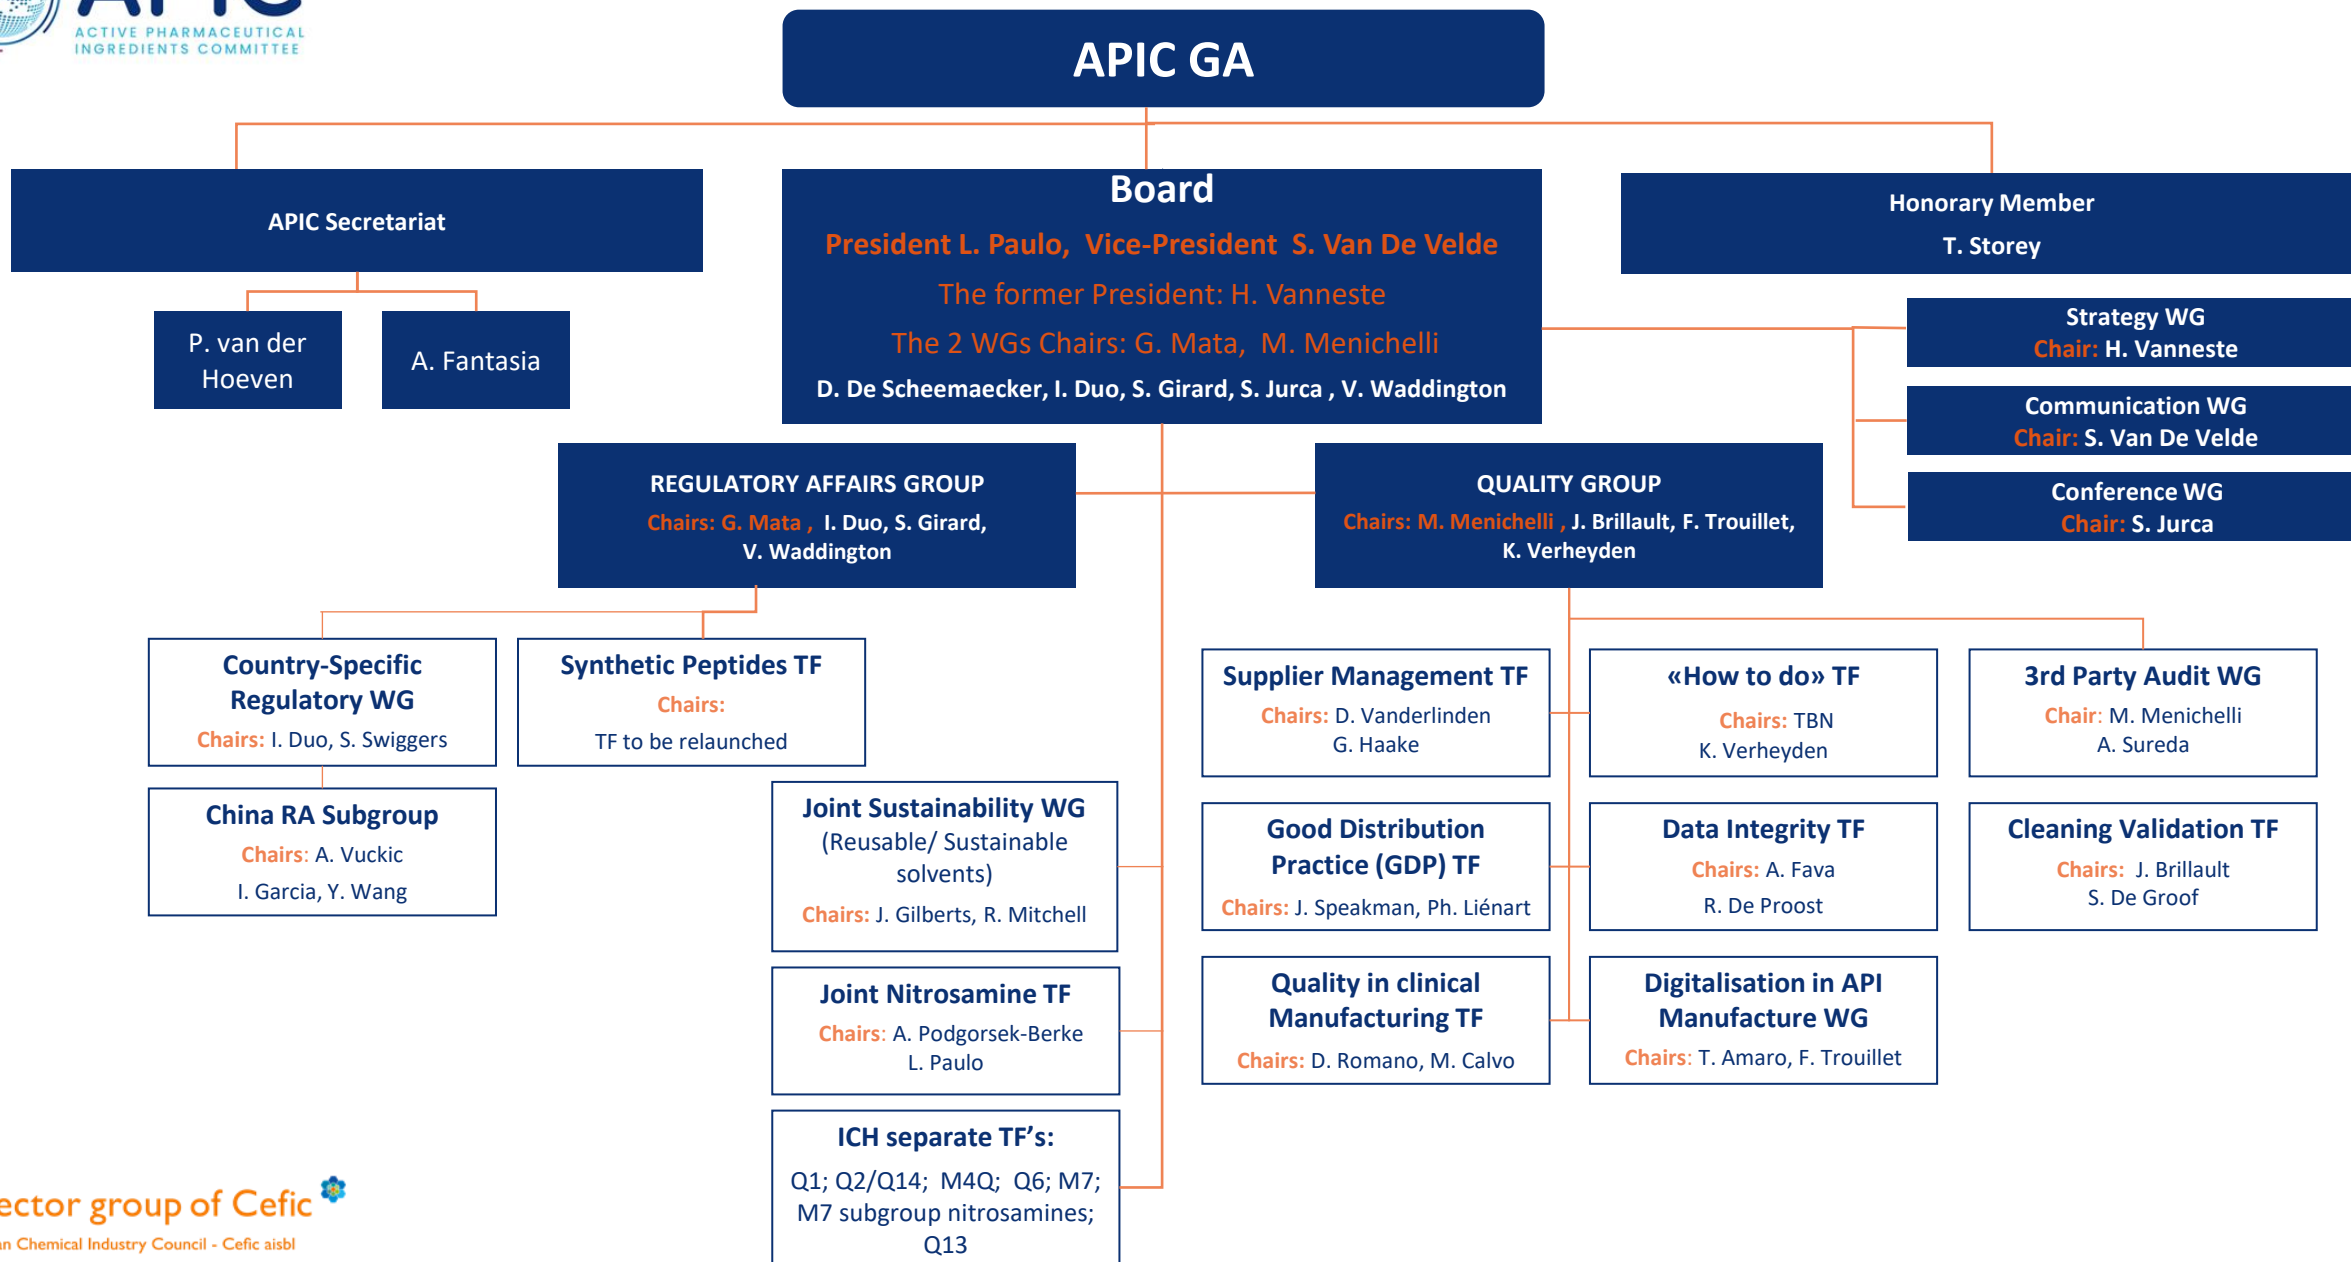 ACTIVE PHARMACEUTICAL
INGREDIENTS COMMITTEE
APIC GA
APIC Secretariat
P. van der
Hoeven
A. Fantasia
Board
President L. Paulo, Vice-President S. Van De Velde
The former President: H. Vanneste
The 2 WGs Chairs: G. Mata, M. Menichelli
D. De Scheemaecker, I. Duo, S. Girard, S. Jurca , V. Waddington
Honorary Member
T. Storey
Strategy WG
Chair: H. Vanneste
Communication WG
Chair: S. Van De Velde
Conference WG
Chair: S. Jurca
REGULATORY AFFAIRS GROUP
Chairs: G. Mata , I. Duo, S. Girard,
V. Waddington
QUALITY GROUP
Chairs: M. Menichelli , J. Brillault, F. Trouillet,
K. Verheyden
Country-Specific
Regulatory WG
Chairs: I. Duo, S. Swiggers
Synthetic Peptides TF
Chairs:
TF to be relaunched
China RA Subgroup
Chairs: A. Vuckic
I. Garcia, Y. Wang
Joint Sustainability WG
(Reusable/ Sustainable
solvents)
Chairs: J. Gilberts, R. Mitchell
Joint Nitrosamine TF
Chairs: A. Podgorsek-Berke
L. Paulo
ICH separate TF's:
Q1; Q2/Q14; M4Q; Q6; M7;
M7 subgroup nitrosamines;
Q13
Supplier Management TF
Chairs: D. Vanderlinden
G. Haake
«How to do» TF
Chairs: TBN
K. Verheyden
3rd Party Audit WG
Chair: M. Menichelli
A. Sureda
Good Distribution
Practice (GDP) TF
Chairs: J. Speakman, Ph. Liénart
Data Integrity TF
Chairs: A. Fava
R. De Proost
Cleaning Validation TF
Chairs: J. Brillault
S. De Groof
Quality in clinical
Manufacturing TF
Chairs: D. Romano, M. Calvo
Digitalisation in API
Manufacture WG
Chairs: T. Amaro, F. Trouillet
group of Cefic
Chemical Industry Council - Cefic aisbl